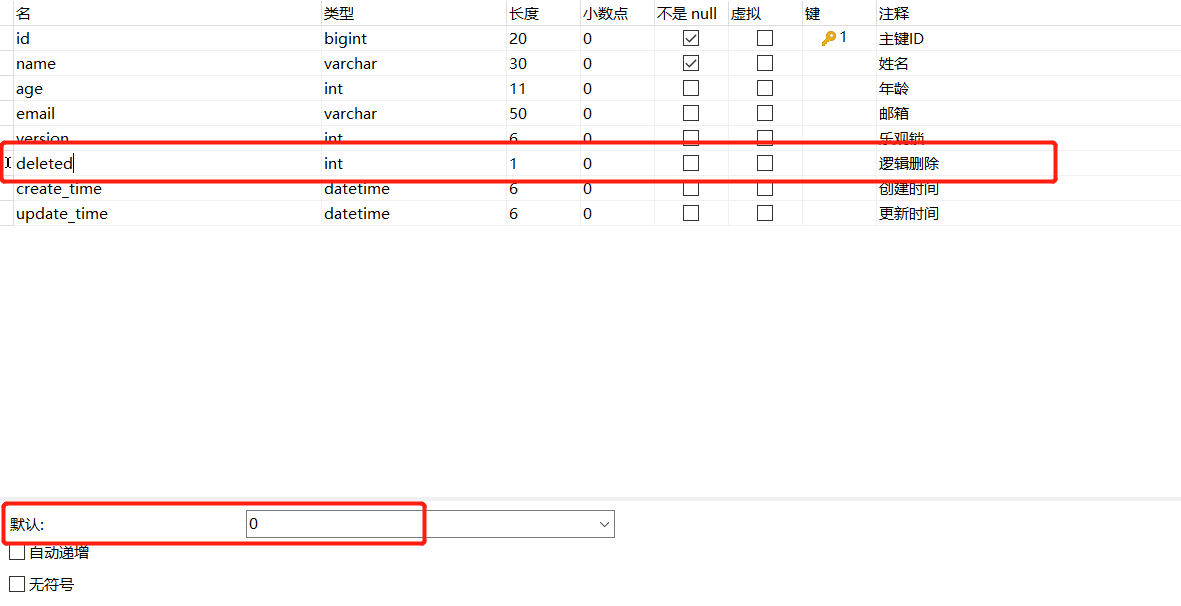 名 类型 长度 小数点 不是 null 虚拟 键 注释
id bigint 20 0 1 主键ID
name varchar 30 0 姓名
age int 11 0 年龄
email varchar 50 0 邮箱
version int 6 0 乐观锁
deleted int 1 0 逻辑删除
create_time datetime 6 0 创建时间
update_time datetime 6 0 更新时间
默认: 0
自动递增
无符号